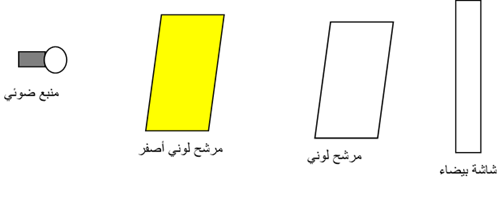 منبع ضوئي
مرشح لوني أصفر
مرشح لوني
شاشة بيضاء